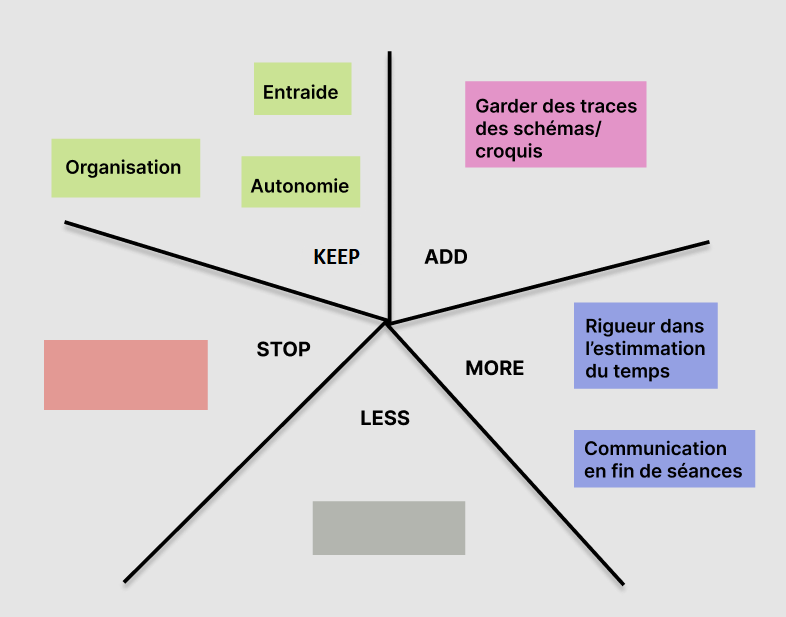 Entraide
Organisation
Autonomie
KEEP
Garder des traces
des schémas/
croquis
ADD
STOP
MORE
Rigueur dans
l'estimmation
du temps
Communication
en fin de séances
LESS